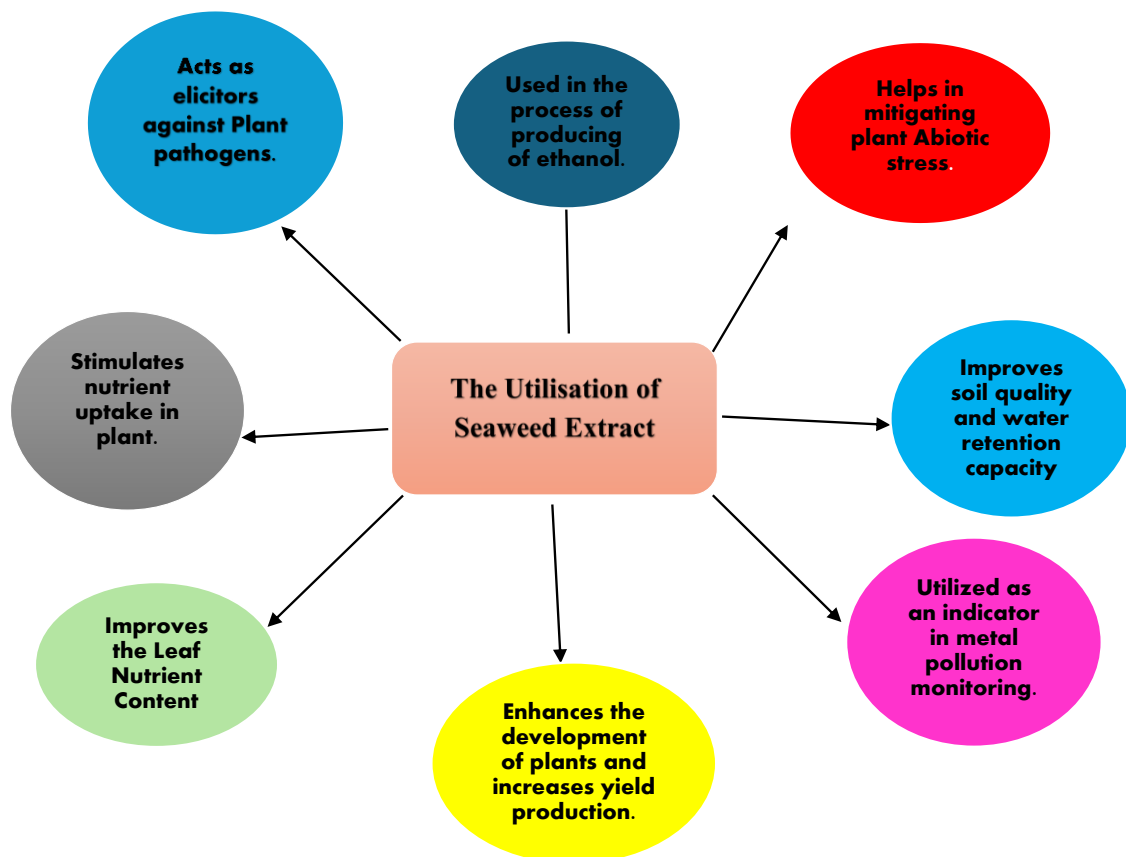 Acts as
elicitors
against Plant
pathogens.
Used in the
process of
producing
of ethanol.
Helps in
mitigating
plant Abiotic
stress.
Stimulates
nutrient
uptake in
plant.
The Utilisation of
Seaweed Extract
Improves
soil quality
and water
retention
capacity
Improves
the Leaf
Nutrient
Content
Enhances the
development
of plants and
increases yield
production.
Utilized as
an indicator
in metal
pollution
monitoring.